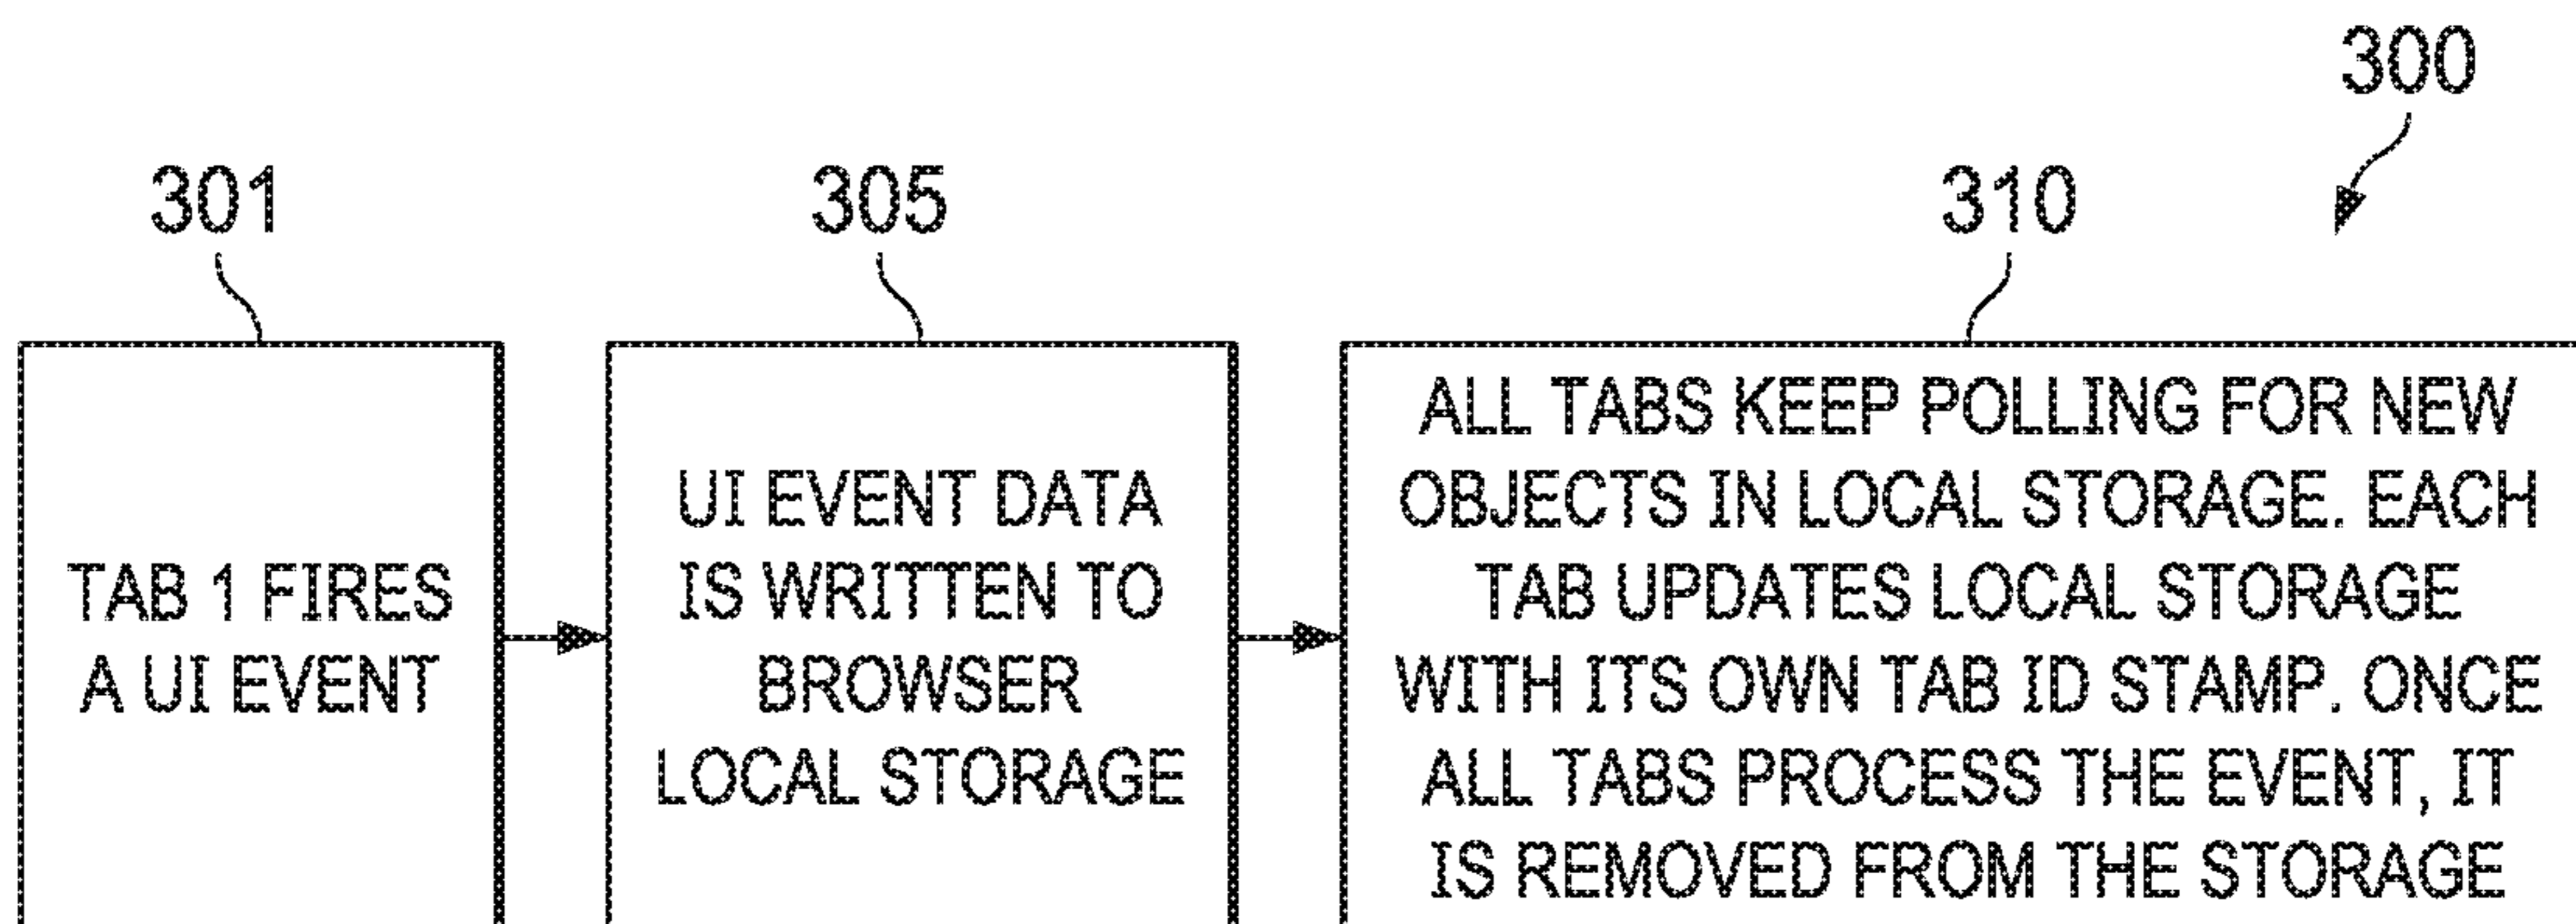 300
301
305
310
TAB 1 FIRES
A UI EVENT
UI EVENT DATA
IS WRITTEN TO
BROWSER
LOCAL STORAGE
ALL TABS KEEP POLLING FOR NEW
OBJECTS IN LOCAL STORAGE. EACH
TAB UPDATES LOCAL STORAGE
WITH ITS OWN TAB ID STAMP. ONCE
ALL TABS PROCESS THE EVENT, IT
IS REMOVED FROM THE STORAGE